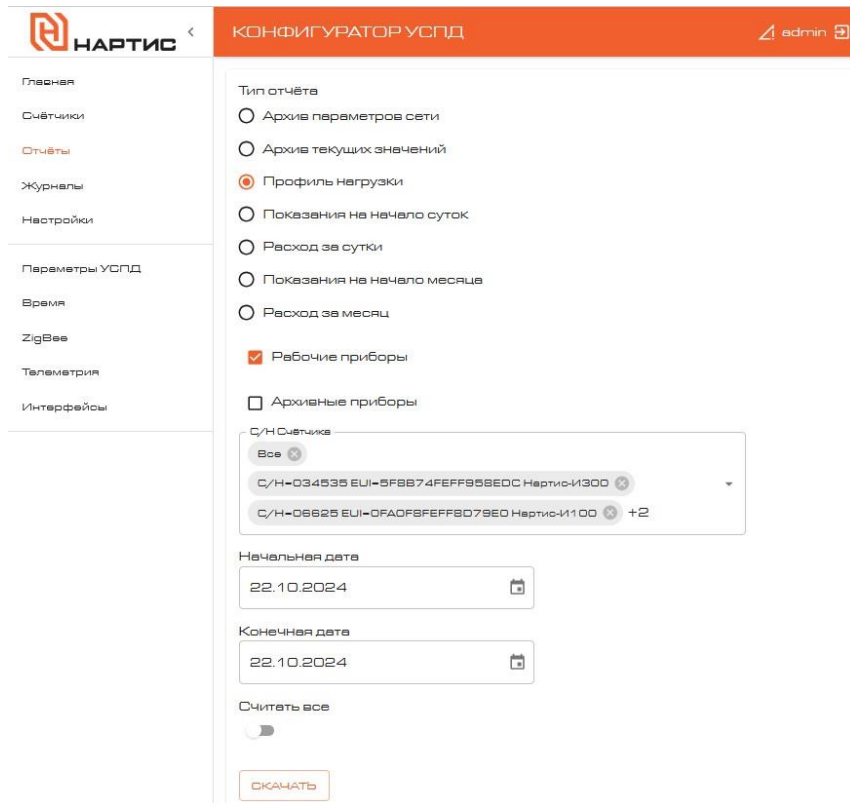 НАРТИС
КОНФИГУРАТОР УСПД
admin
Главная
Счётчики
Отчёты
Журналы
Настройки
Параметры УСПД
Время
ZigBee
Телеметрия
Интерфейсы
Тип отчёта
Архив параметров сети
Архив текущих значений
Профиль нагрузки
Показания на начало суток
Расход за сутки
Показания на начало месяца
Расход за месяц
Рабочие приборы
Архивные приборы
С/Н Счётчика
Все
С/Н=034535 EUI=5F8B74FEFF958EDC Нартис-И300
С/Н=06625 EUI=0FA0F8FEFF8D79E0 Нартис-И100 +2
Начальная дата
22.10.2024
Конечная дата
22.10.2024
Считать все
СКАЧАТЬ